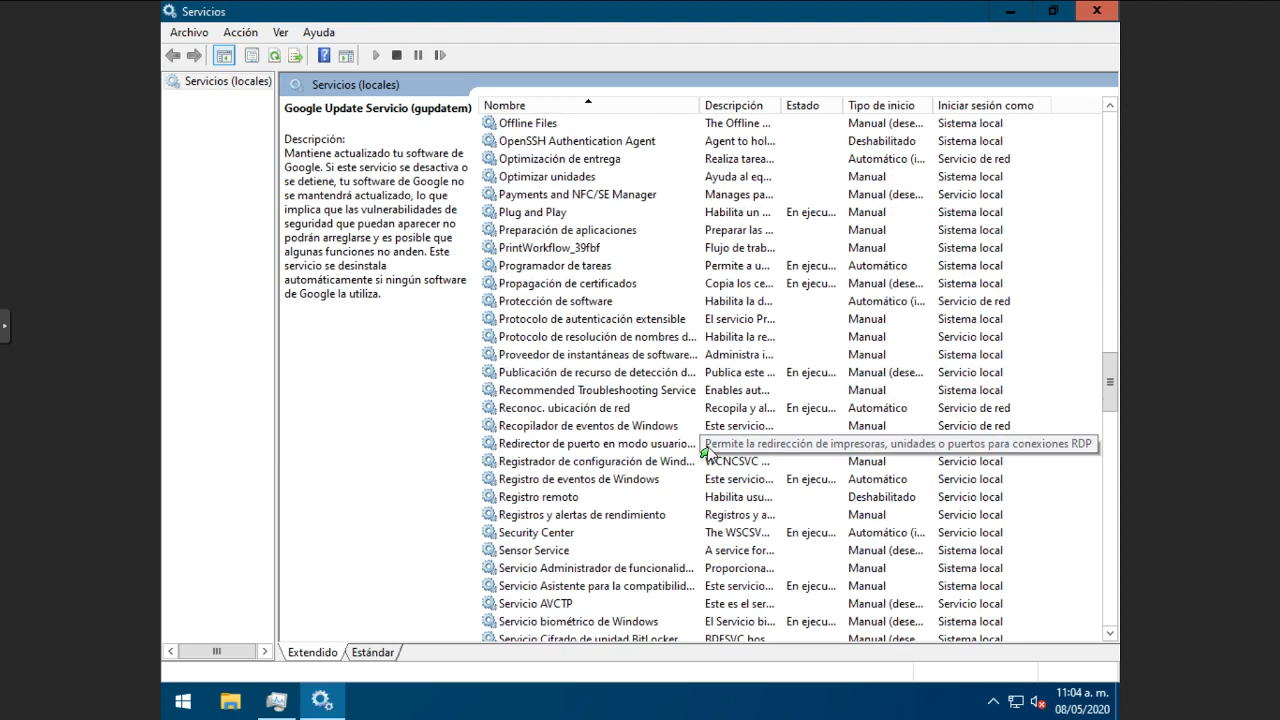 Servicios
Archivo Acción Ver Ayuda
Servicios (locales)
Servicios (locales)
Google Update Servicio (gupdatem)
Descripción:
Mantiene actualizado tu software de
Google. Si este servicio se desactiva o
se detiene, tu software de Google no
se mantendrá actualizado, lo que
implica que las vulnerabilidades de
seguridad que puedan aparecer no
podrán arreglarse y es posible que
algunas funciones no anden. Este
servicio se desinstala
automáticamente si ningún software
de Google la utiliza.
Nombre Descripción Estado Tipo de inicio Iniciar sesión como
Offline Files The Offline ... Manual (dese... Sistema local
OpenSSH Authentication Agent Agent to hol... Deshabilitado Sistema local
Optimización de entrega Realiza tarea... Automático (i... Servicio de red
Optimizar unidades Ayuda al eq... Manual Sistema local
Payments and NFC/SE Manager Manages pa... Manual (dese... Servicio local
Plug and Play Habilita un ... En ejecu... Manual Sistema local
Preparación de aplicaciones Preparar las ... Manual Sistema local
PrintWorkflow_39fbf Flujo de trab... Manual Sistema local
Programador de tareas Permite a u... En ejecu... Automático Sistema local
Propagación de certificados Copia los ce... En ejecu... Manual (dese... Sistema local
Protección de software Habilita la d... Automático (i... Servicio de red
Protocolo de autenticación extensible El servicio Pr... Manual Sistema local
Protocolo de resolución de nombres d... Habilita la re... Manual Servicio local
Proveedor de instantáneas de software... Administra i... Manual Sistema local
Publicación de recurso de detección d... Publica este ... En ejecu... Manual (dese... Servicio local
Recommended Troubleshooting Service Enables aut... Manual Sistema local
Reconoc. ubicación de red Recopila y al... En ejecu... Automático Servicio de red
Recopilador de eventos de Windows Este servicio... Manual Servicio de red
Redirector de puerto en modo usuario... Permite la redirección de impresoras, unidades o puertos para conexiones RDP
Registrador de configuración de Wind... WCNCSVC ... Manual Servicio local
Registro de eventos de Windows Este servicio... En ejecu... Automático Servicio local
Registro remoto Habilita usu... Deshabilitado Servicio local
Registros y alertas de rendimiento Registros y a... Manual Servicio local
Security Center The WSCSV... En ejecu... Automático (i... Servicio local
Sensor Service A service for... Manual (dese... Sistema local
Servicio Administrador de funcionalid... Proporciona... Manual Sistema local
Servicio Asistente para la compatibilid... Este servicio... En ejecu... Manual Sistema local
Servicio AVCTP Este es el ser... Manual (dese... Servicio local
Servicio biométrico de Windows El Servicio bi... En ejecu... Manual (dese... Sistema local
Servicio Cifrado de unidad BitLocker BDESVC hos... Manual (dese... Sistema local
Extendido Estándar
11:04 a. m.
08/05/2020